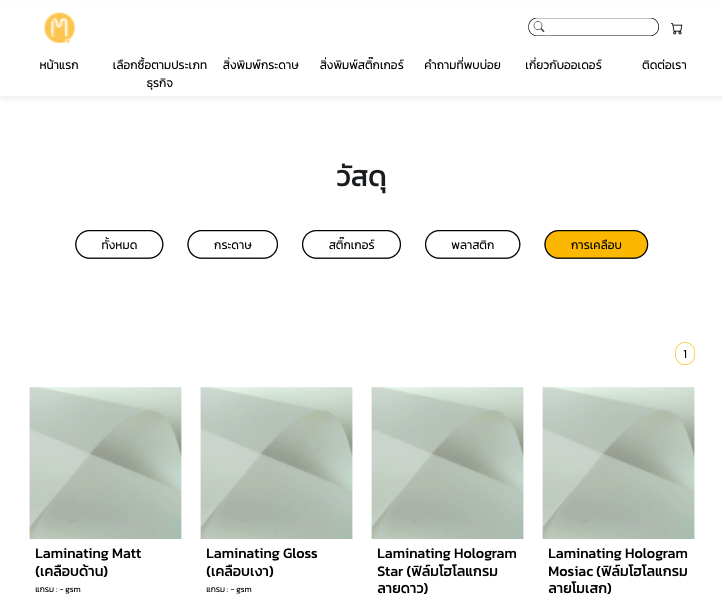 M
หน้าแรก
เลือกซื้อตามประเภท
ธุรกิจ
สิ่งพิมพ์กระดาษ
สิ่งพิมพ์สติ๊กเกอร์
คำถามที่พบบ่อย
เกี่ยวกับออเดอร์
ติดต่อเรา
วัสดุ
ทั้งหมด
กระดาษ
สติ๊กเกอร์
พลาสติก
การเคลือบ
1
Laminating Matt
(เคลือบด้าน)
แกรม : - gsm
Laminating Gloss
(เคลือบเงา)
แกรม : - gsm
Laminating Hologram
Star (ฟิล์มโฮโลแกรม
ลายดาว)
Laminating Hologram
Mosiac (ฟิล์มโฮโลแกรม
ลายโมเสก)